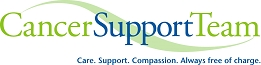 CancerSupportTeam
Care. Support. Compassion. Always free of charge.